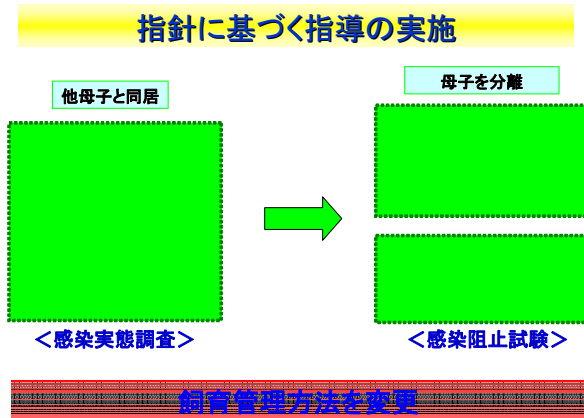 指針に基づく指導の実施
他母子と同居
母子を分離
＜感染実態調査＞
＜感染阻止試験＞
飼育管理方法を変更